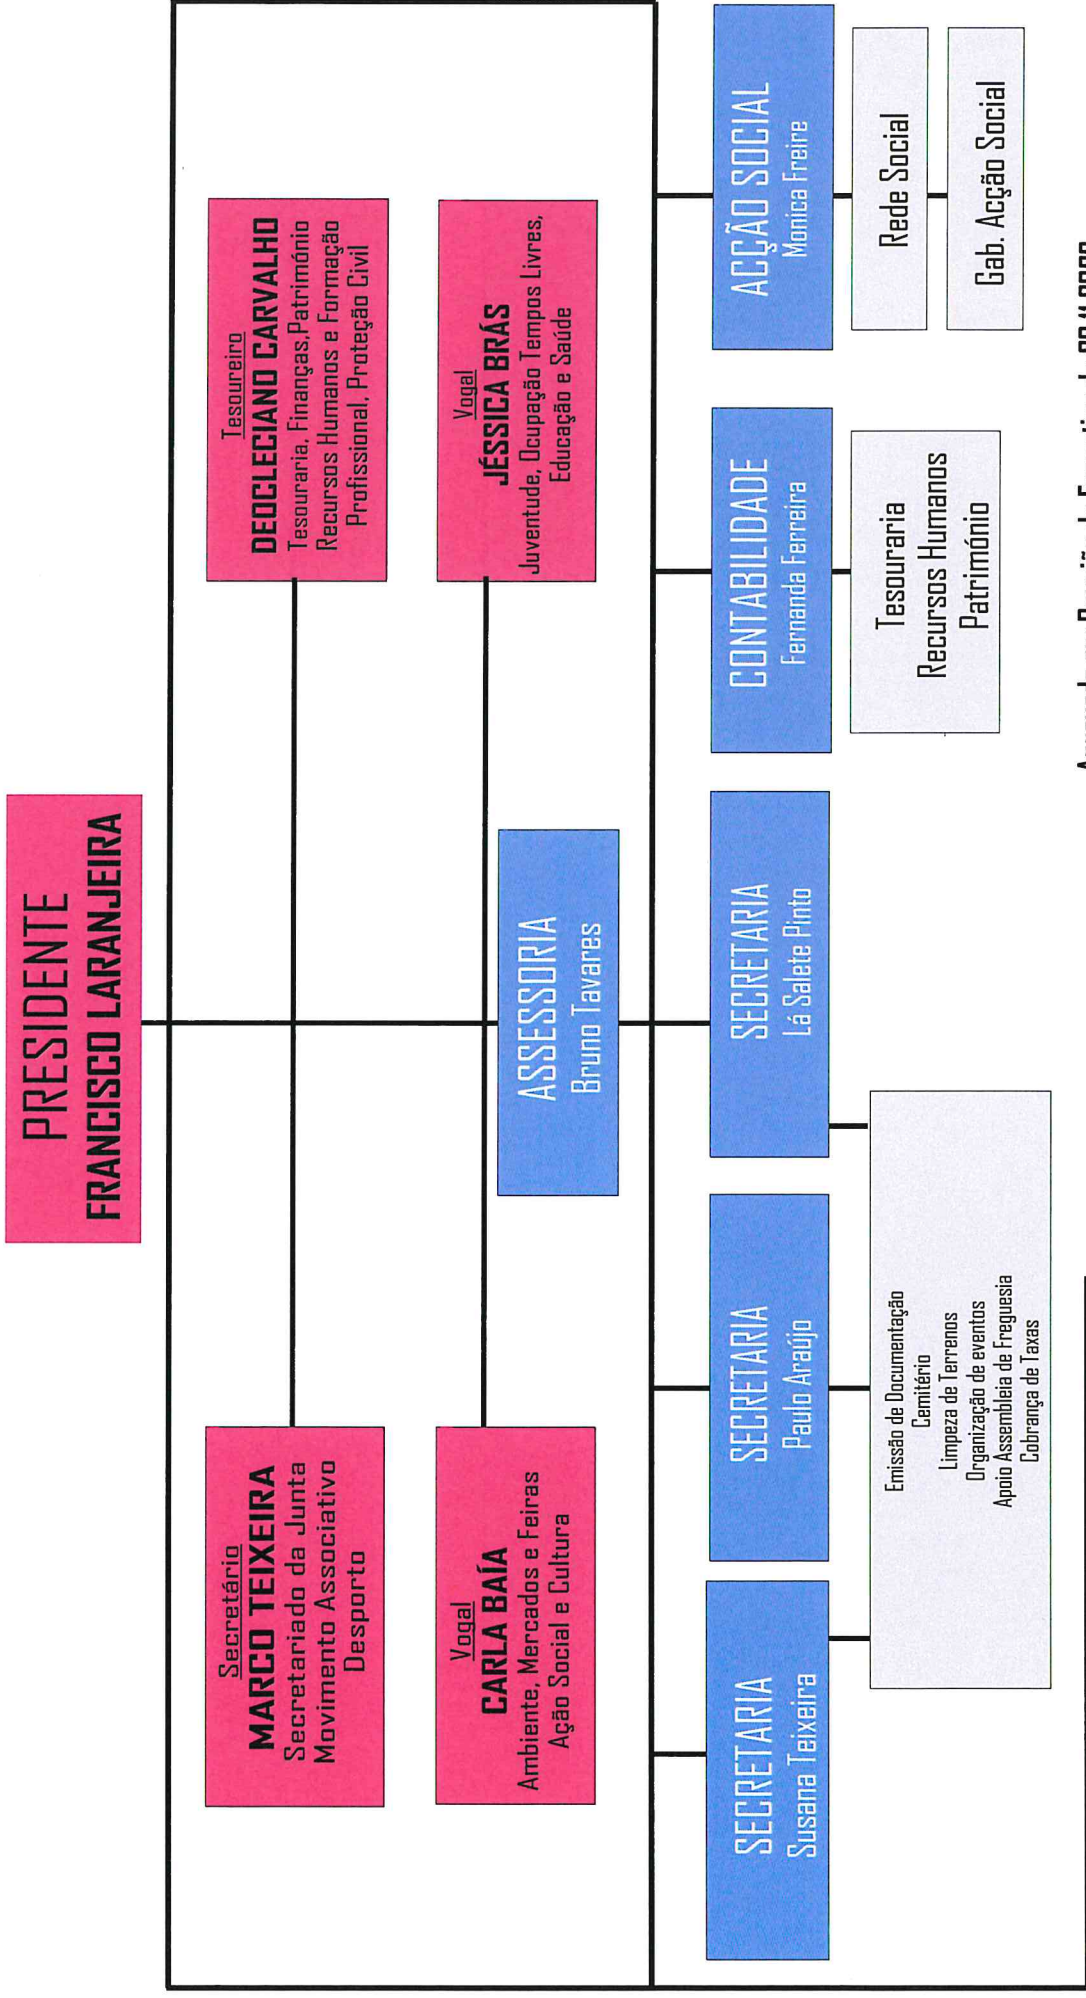 PRESIDENTE
FRANCISCO LARANJEIRA
Secretário
MARCO TEIXEIRA
Secretariado da Junta
Movimento Associativo
Desporto
Tesoureiro
DEOCLECIANO CARVALHO
Tesouraria, Finanças,Património
Recursos Humanos e Formação
Profissional, Proteção Civil
Vogal
CARLA BAÍA
Ambiente, Mercados e Feiras
Ação Social e Cultura
Vogal
JÉSSICA BRÁS
Juventude, Ocupação Tempos Livres,
Educação e Saúde
ASSESSORIA
Bruno Tavares
SECRETARIA
Susana Teixeira
SECRETARIA
Paulo Araújo
SECRETARIA
Lá Salete Pinto
CONTABILIDADE
Fernanda Ferreira
ACÇÃO SOCIAL
Monica Freire
Emissão de Documentação
Cemitério
Limpeza de Terrenos
Organização de eventos
Apoio Assembleia de Freguesia
Cobrança de Taxas
Tesouraria
Recursos Humanos
Património
Rede Social
Gab. Acção Social